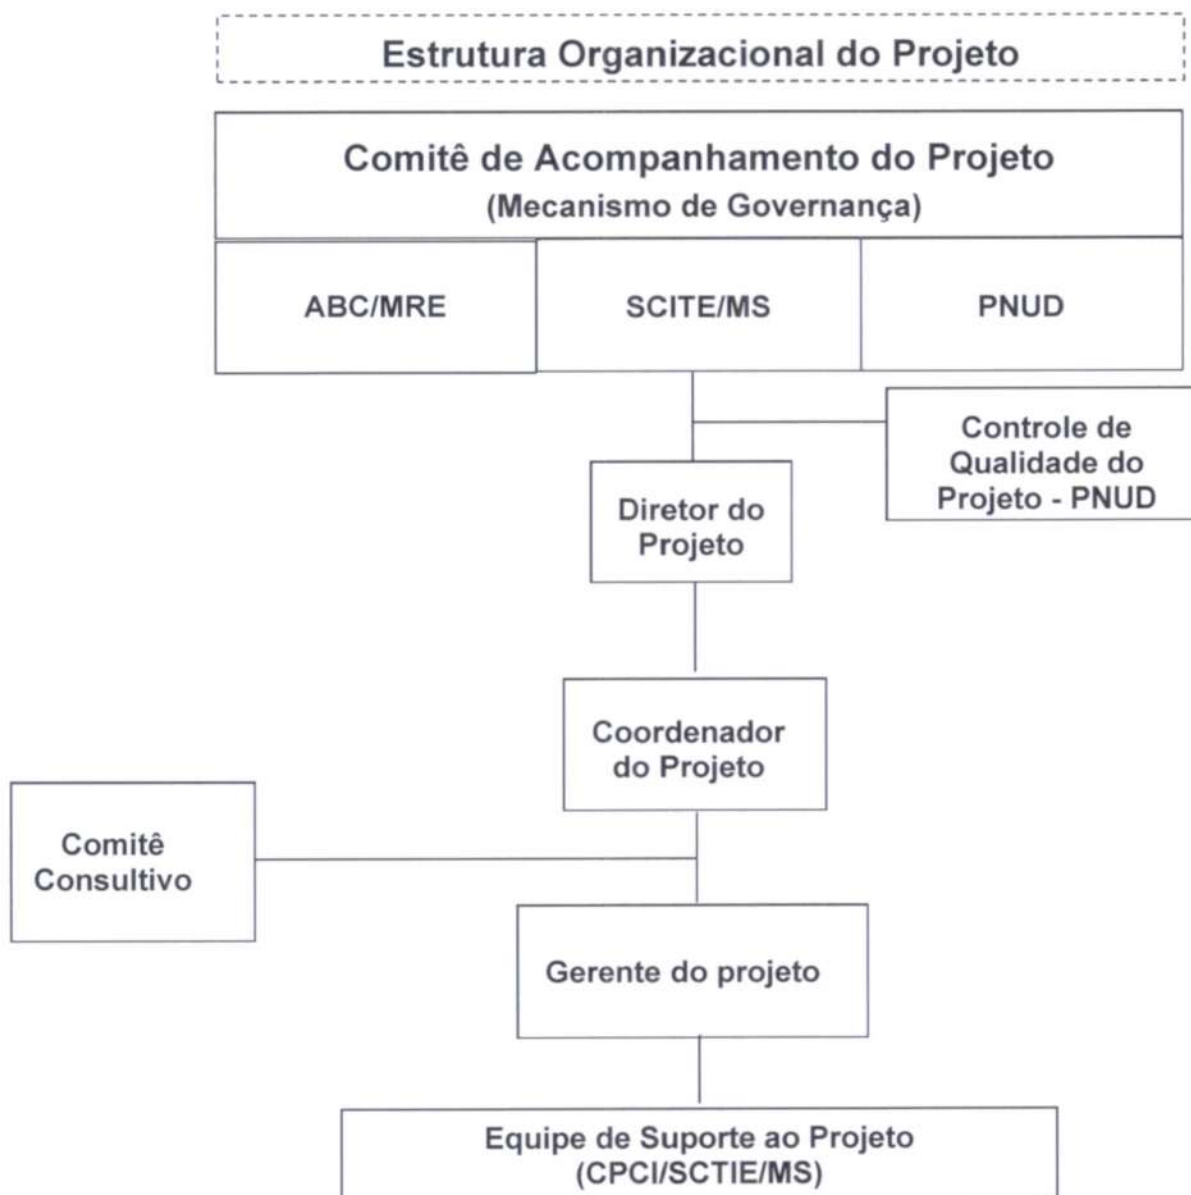 Estrutura Organizacional do Projeto
Comitê de Acompanhamento do Projeto
(Mecanismo de Governança)
ABC/MRE
SCITE/MS
PNUD
Controle de
Qualidade do
Projeto - PNUD
Diretor do
Projeto
Coordenador
do Projeto
Comitê
Consultivo
Gerente do projeto
Equipe de Suporte ao Projeto
(CPCI/SCTIE/MS)